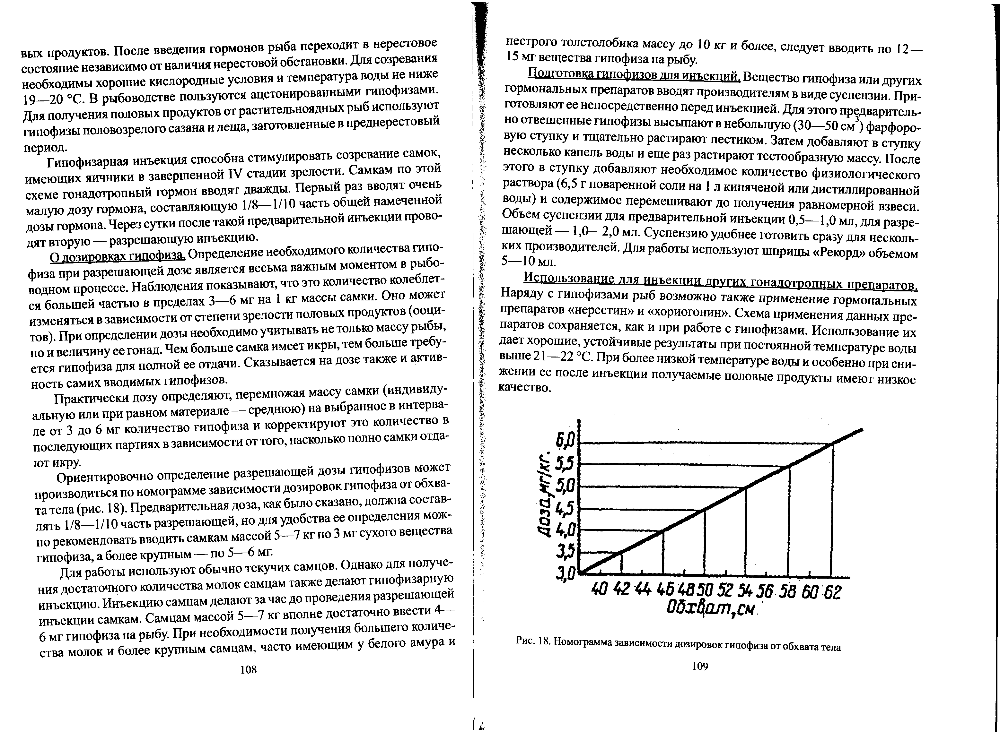 вых продуктов. После введения гормонов рыба переходит в нерестовое
состояние независимо от наличия нерестовой обстановки. Для созревания
необходимы хорошие кислородные условия и температура воды не ниже
19—20 °С. В рыбоводстве пользуются ацетонированными гипофизами.
Для получения половых продуктов от растительноядных рыб используют
гипофизы половозрелого сазана и леща, заготовленные в преднерестовый
период.
Гипофизарная инъекция способна стимулировать созревание самок,
имеющих яичники в завершенной IV стадии зрелости. Самкам по этой
схеме гонадотропный гормон вводят дважды. Первый раз вводят очень
малую дозу гормона, составляющую 1/8—1/10 часть общей намеченной
дозы гормона. Через сутки после такой предварительной инъекции прово-
дят вторую — разрешающую инъекцию.
О дозировках гипофиза. Определение необходимого количества гипо-
физа при разрешающей дозе является весьма важным моментом в рыбо-
водном процессе. Наблюдения показывают, что это количество колеблет-
ся большей частью в пределах 3—6 мг на 1 кг массы самки. Оно может
изменяться в зависимости от степени зрелости половых продуктов (ооци-
тов). При определении дозы необходимо учитывать не только массу рыбы,
но и величину ее гонад. Чем больше самка имеет икры, тем больше требу-
ется гипофиза для полной ее отдачи. Сказывается на дозе также и актив-
ность самих вводимых гипофизов.
Практически дозу определяют, перемножая массу самки (индивиду-
альную или при равном материале — среднюю) на выбранное в интерва-
ле от 3 до 6 мг количество гипофиза и корректируют это количество в
последующих партиях в зависимости от того, насколько полно самки отда-
ют икру.
Ориентировочно определение разрешающей дозы гипофизов может
производиться по номограмме зависимости дозировок гипофиза от обхва-
та тела (рис. 18). Предварительная доза, как было сказано, должна состав-
лять 1/8—1/10 часть разрешающей, но для удобства ее определения мож-
но рекомендовать вводить самкам массой 5—7 кг по 3 мг сухого вещества
гипофиза, а более крупным — по 5—6 мг.
Для работы используют обычно текучих самцов. Однако для получе-
ния достаточного количества молок самцам также делают гипофизарную
инъекцию. Инъекцию самцам делают за час до проведения разрешающей
инъекции самкам. Самцам массой 5—7 кг вполне достаточно ввести 4—
6 мг гипофиза на рыбу. При необходимости получения большего количе-
ства молок и более крупным самцам, часто имеющим у белого амура и
108
пестрого толстолобика массу до 10 кг и более, следует вводить по 12—
15 мг вещества гипофиза на рыбу.
Подготовка гипофизов для инъекций. Вещество гипофиза или других
гормональных препаратов вводят производителям в виде суспензии. При-
готовляют ее непосредственно перед инъекцией. Для этого предваритель-
но отвешенные гипофизы высыпают в небольшую (30—50 см³) фарфоро-
вую ступку и тщательно растирают пестиком. Затем добавляют в ступку
несколько капель воды и еще раз растирают тестообразную массу. После
этого в ступку добавляют необходимое количество физиологического
раствора (6,5 г поваренной соли на 1 л кипяченой или дистиллированной
воды) и содержимое перемешивают до получения равномерной взвеси.
Объем суспензии для предварительной инъекции 0,5—1,0 мл, для разре-
шающей — 1,0—2,0 мл. Суспензию удобнее готовить сразу для несколь-
ких производителей. Для работы используют шприцы «Рекорд» объемом
5—10 мл.
Использование для инъекции других гонадотропных препаратов.
Наряду с гипофизами рыб возможно также применение гормональных
препаратов «нерестин» и «хориогонин». Схема применения данных пре-
паратов сохраняется, как и при работе с гипофизами. Использование их
дает хорошие, устойчивые результаты при постоянной температуре воды
выше 21—22 °С. При более низкой температуре воды и особенно при сни-
жении ее после инъекции получаемые половые продукты имеют низкое
качество.
Доза, мг/кг.
6,0
5,5
5,0
4,5
4,0
3,5
3,0
40 42 44 46 48 50 52 54 56 58 60 62
Обхват, см
Рис. 18. Номограмма зависимости дозировок гипофиза от обхвата тела
109